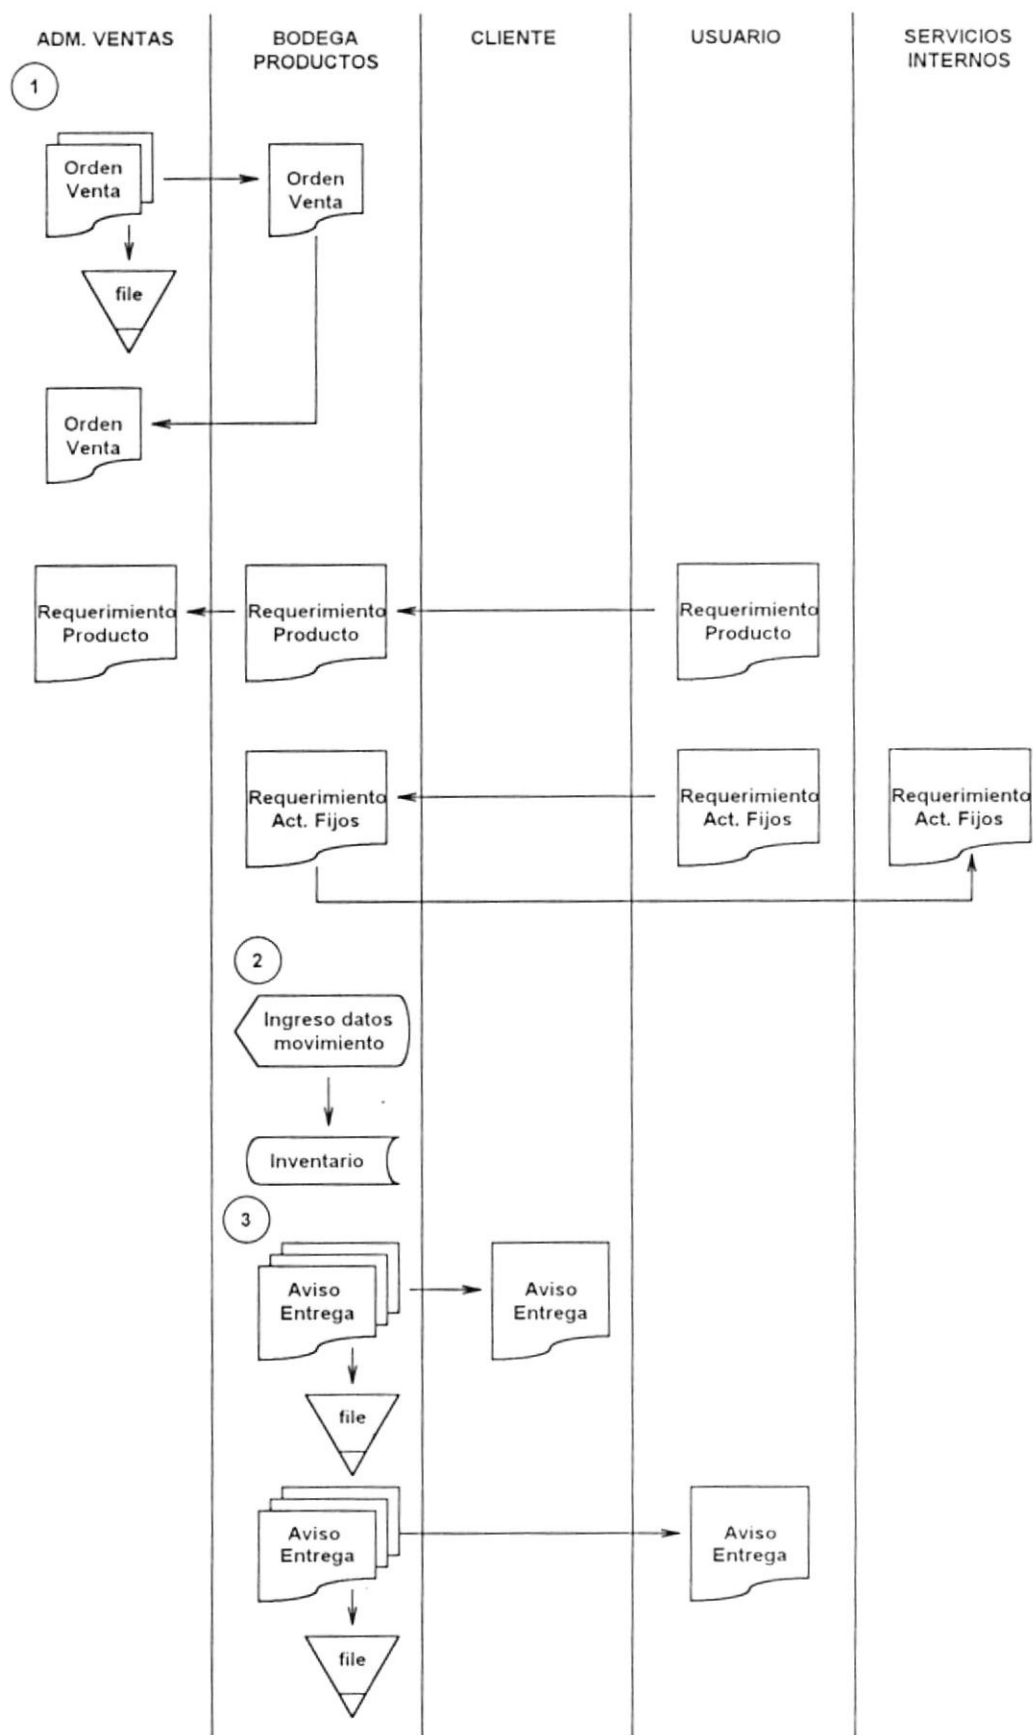 ADM. VENTAS
BODEGA
PRODUCTOS
CLIENTE
USUARIO
SERVICIOS
INTERNOS
1
Orden
Venta
Orden
Venta
file
Orden
Venta
Requerimiento
Producto
Requerimiento
Producto
Requerimiento
Producto
Requerimiento
Act. Fijos
Requerimiento
Act. Fijos
Requerimiento
Act. Fijos
2
Ingreso datos
movimiento
Inventario
3
Aviso
Entrega
Aviso
Entrega
file
Aviso
Entrega
Aviso
Entrega
file